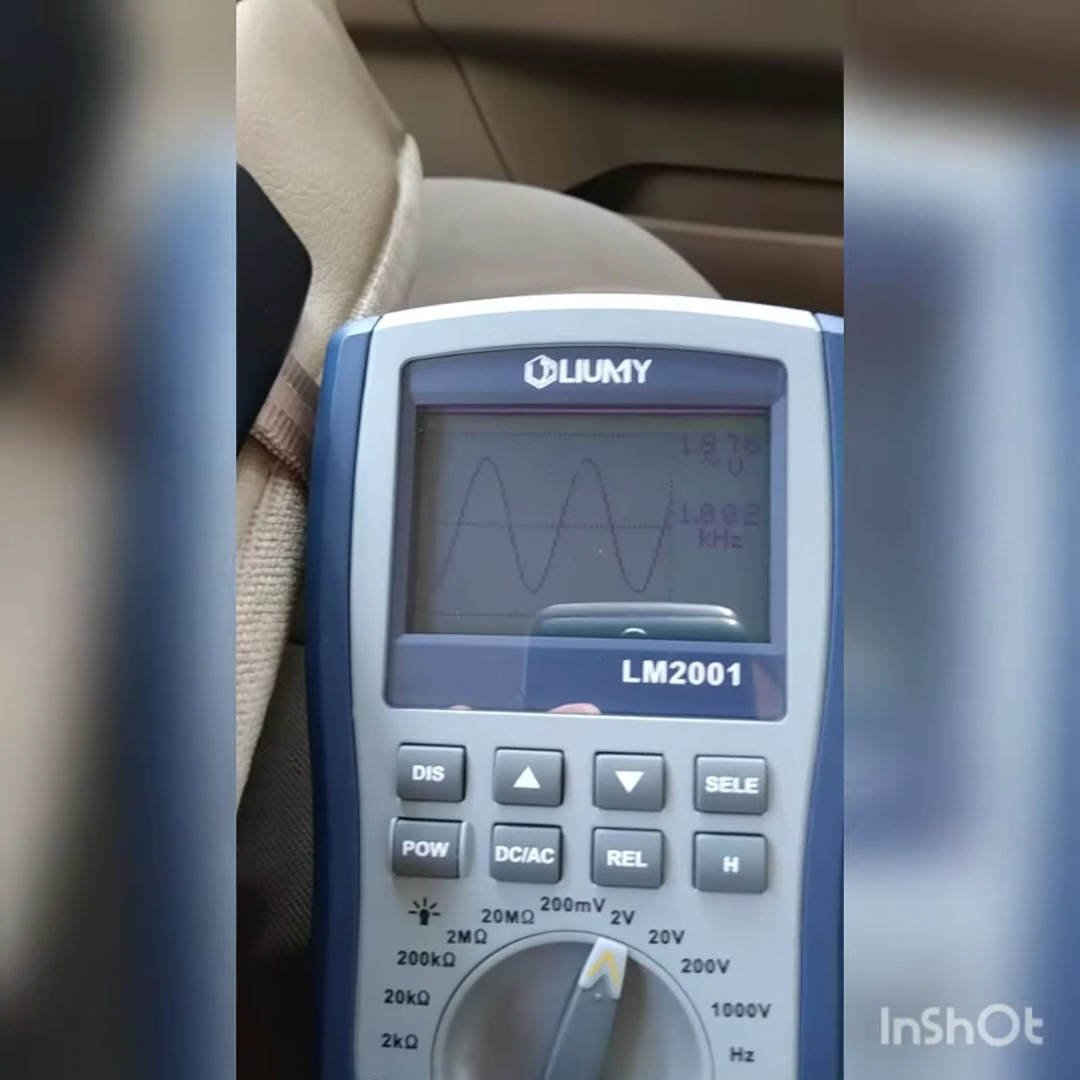 LIUMY
1.878
~ V
1.002
kHz
LM2001
DIS ▲ ▼ SELE
POW DC/AC REL H
200mV
20MΩ 2V
2MΩ 20V
200kΩ 200V
20kΩ 1000V
2kΩ Hz
InShOt